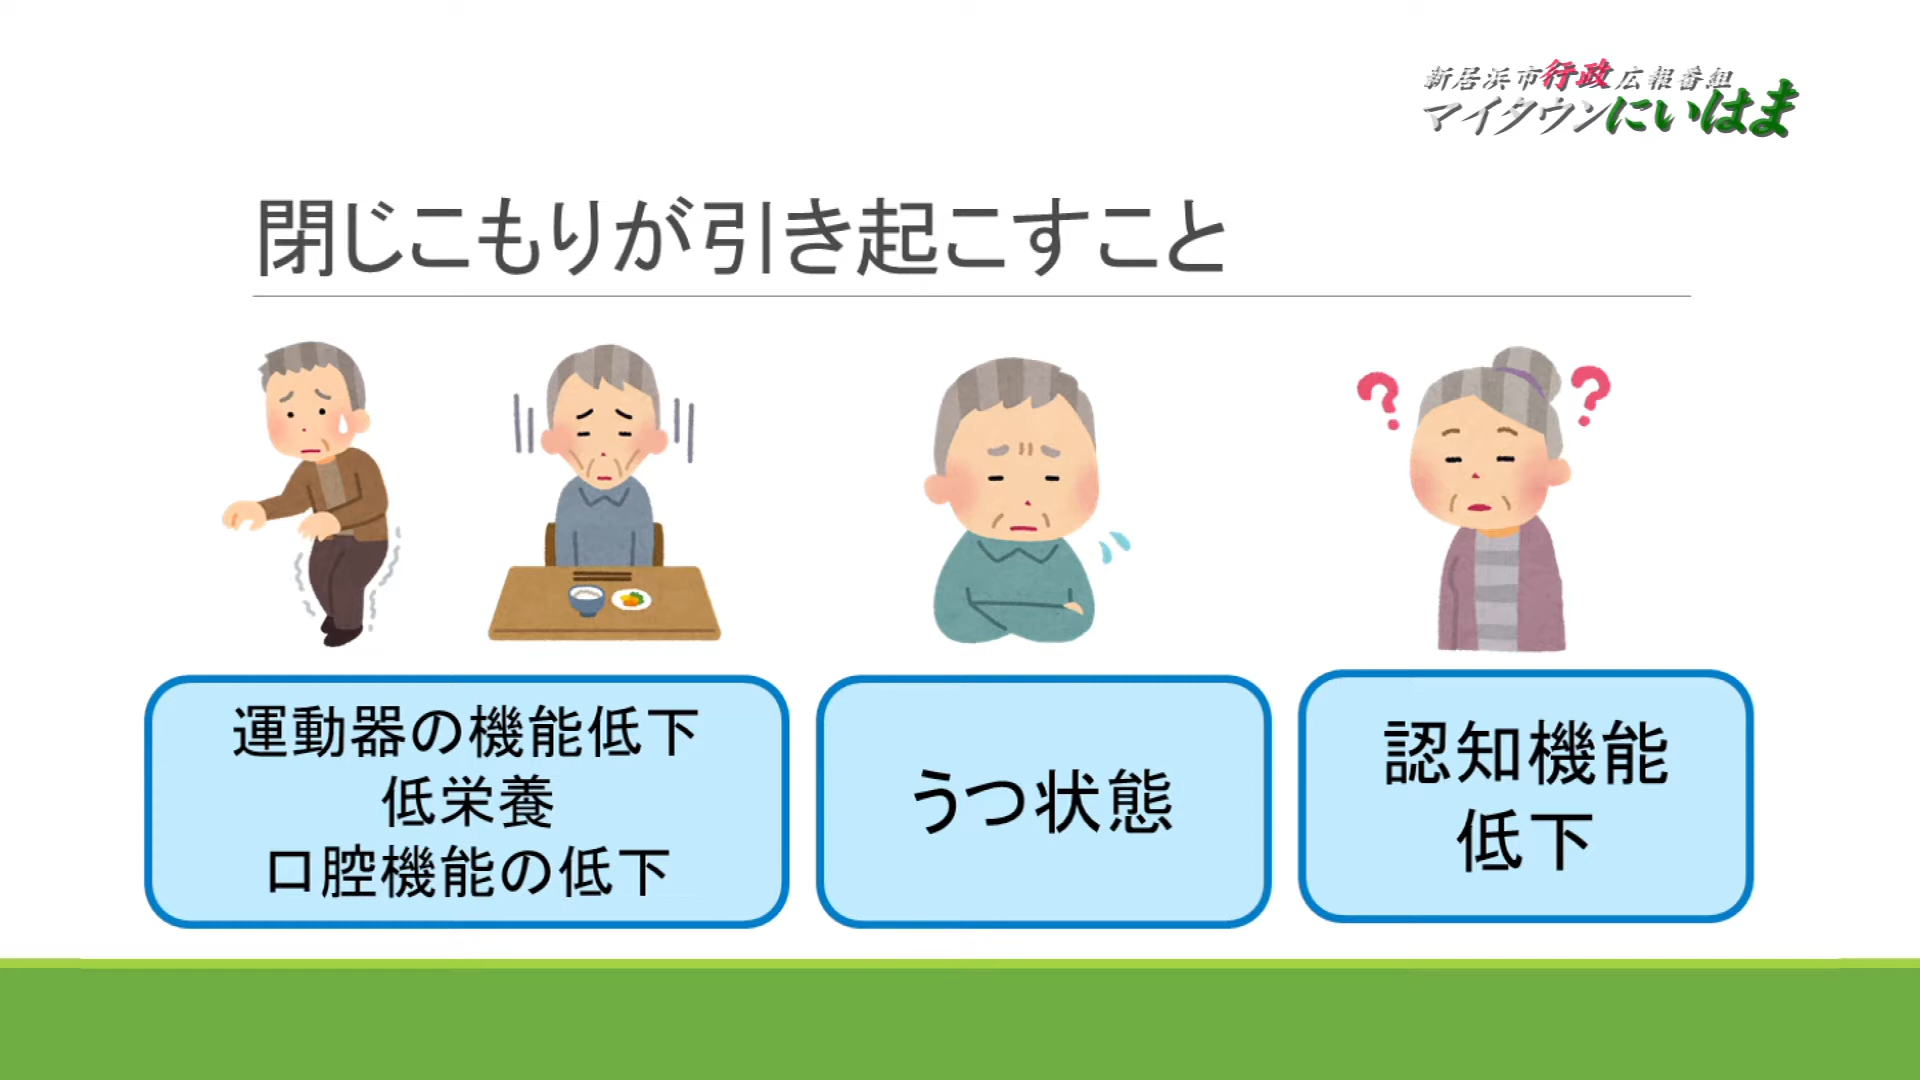 新居浜市行政広報番組
マイタウンにいはま
閉じこもりが引き起こすこと
運動器の機能低下
低栄養
口腔機能の低下
うつ状態
認知機能
低下